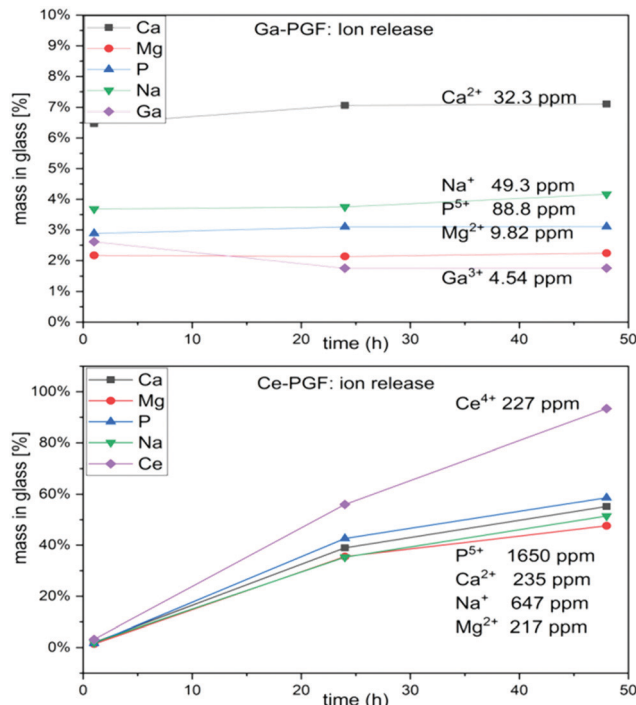 Ga-PGF: Ion release
Ca
Mg
P
Na
Ga
mass in glass [%]
10%
9%
8%
7%
6%
5%
4%
3%
2%
1%
0%
Ca2+ 32.3 ppm
Na+ 49.3 ppm
P5+ 88.8 ppm
Mg2+ 9.82 ppm
Ga3+ 4.54 ppm
0 10 20 30 40 50
time (h)
Ce-PGF: ion release
Ca
Mg
P
Na
Ce
mass in glass [%]
100%
80%
60%
40%
20%
0%
Ce4+ 227 ppm
P5+ 1650 ppm
Ca2+ 235 ppm
Na+ 647 ppm
Mg2+ 217 ppm
0 10 20 30 40 50
time (h)